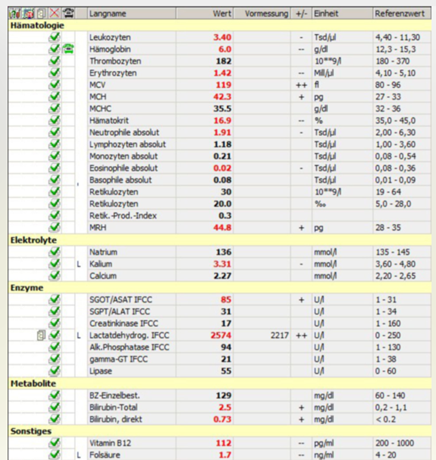 Langname Wert Vormessung +/- Einheit Referenzwert
Hämatologie
Leukozyten 3.40 - Tsd/µl 4,40 - 11,30
Hämoglobin 6.0 -- g/dl 12,3 - 15,3
Thrombozyten 182 10**9/l 180 - 370
Erythrozyten 1.42 -- Mill/µl 4,10 - 5,10
MCV 119 ++ fl 80 - 96
MCH 42.3 + pg 27 - 33
MCHC 35.5 g/dl 32 - 36
Hämatokrit 16.9 -- % 35,0 - 45,0
Neutrophile absolut 1.91 - Tsd/µl 2,00 - 6,30
Lymphozyten absolut 1.18 Tsd/µl 1,00 - 3,60
Monozyten absolut 0.21 Tsd/µl 0,08 - 0,54
Eosinophile absolut 0.02 - Tsd/µl 0,08 - 0,36
Basophile absolut 0.08 Tsd/µl 0,01 - 0,09
Retikulozyten 30 10**9/l 19 - 64
Retikulozyten 20.0 ‰ 5,0 - 28,0
Retik.-Prod.-Index 0.3
MRH 44.8 + pg 28 - 35
Elektrolyte
Natrium 136 mmol/l 135 - 145
L Kalium 3.31 - mmol/l 3,60 - 4,80
Calcium 2.27 mmol/l 2,20 - 2,65
Enzyme
SGOT/ASAT IFCC 85 + U/l 1 - 31
SGPT/ALAT IFCC 31 U/l 1 - 34
Creatinkinase IFCC 17 U/l 1 - 160
L Lactatdehydrog. IFCC 2574 2217 ++ U/l 0 - 250
Alk.Phosphatase IFCC 94 U/l 1 - 130
gamma-GT IFCC 21 U/l 1 - 38
Lipase 55 U/l 0 - 60
Metabolite
BZ-Einzelbest. 129 mg/dl 60 - 140
Bilirubin-Total 2.5 + mg/dl 0,2 - 1,1
Bilirubin, direkt 0.73 + mg/dl < 0.2
Sonstiges
Vitamin B12 112 -- pg/ml 200 - 1000
L Folsäure 1.7 -- ng/ml 4 - 20